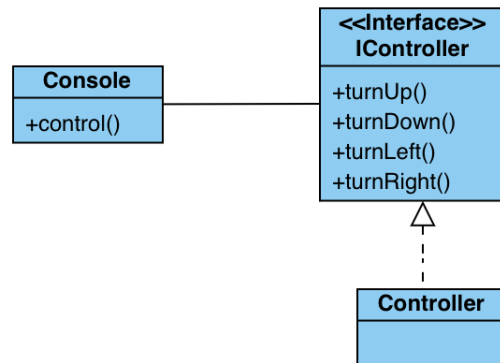 Console
+control()
<<Interface>>
IController
+turnUp()
+turnDown()
+turnLeft()
+turnRight()
Controller